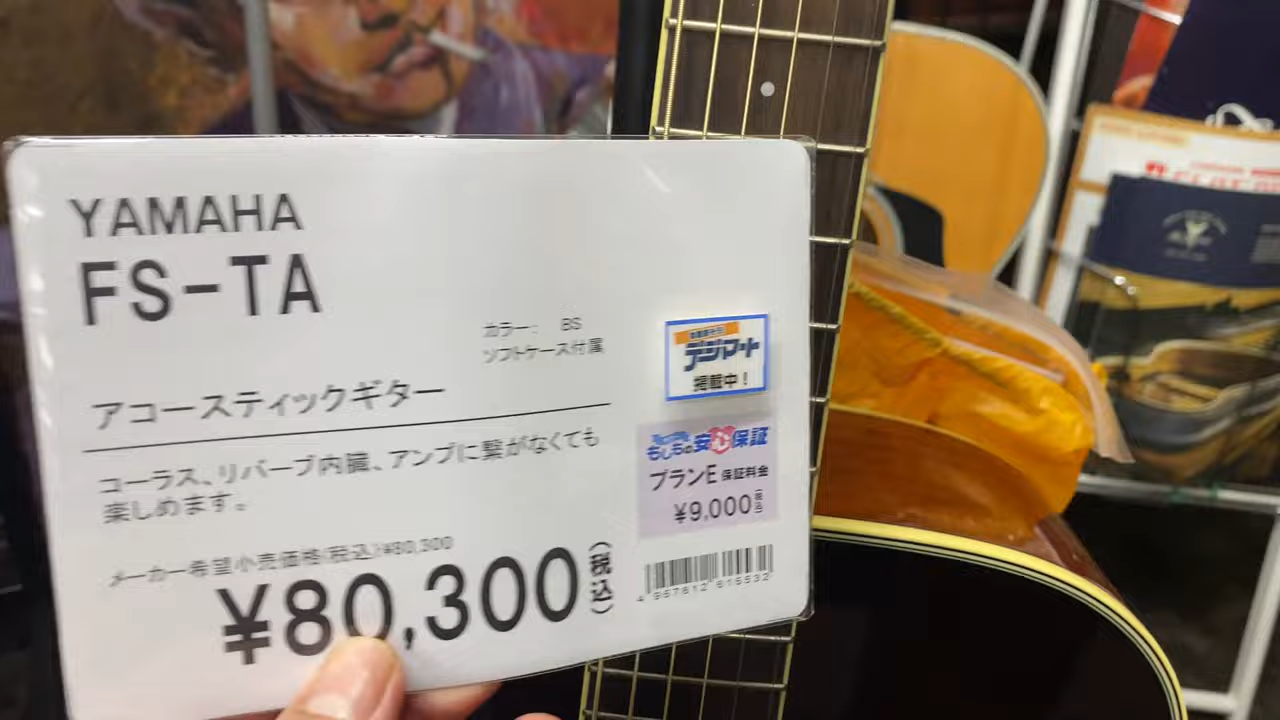 YAMAHA
FS-TA
カラー: BS
ソフトケース付属
アコースティックギター
コーラス、リバーブ内臓、アンプに繋がなくても
楽しめます。
メーカー希望小売価格(税込)¥80,300
¥80,300(税込)
デジマート
掲載中!
もしもの安心保証
プランE 保証料金
¥9,000(税込)
4 957812 615532